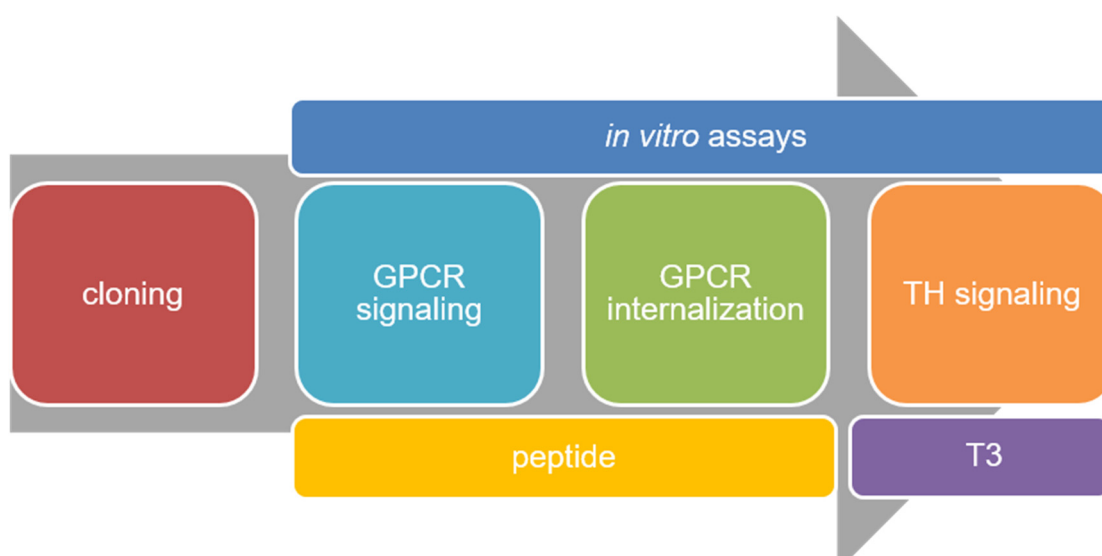 in vitro assays
cloning
GPCR
signaling
GPCR
internalization
TH signaling
peptide
T3